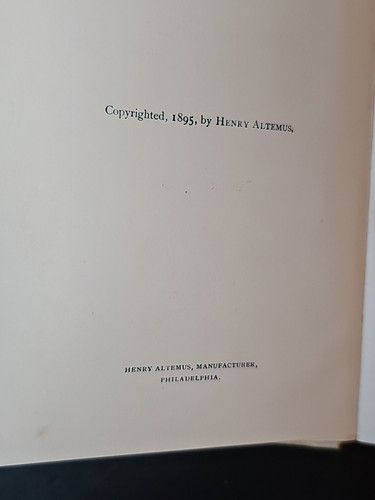 Copyrighted, 1895, by HENRY ALTEMUS.
HENRY ALTEMUS, MANUFACTURER,
PHILADELPHIA.